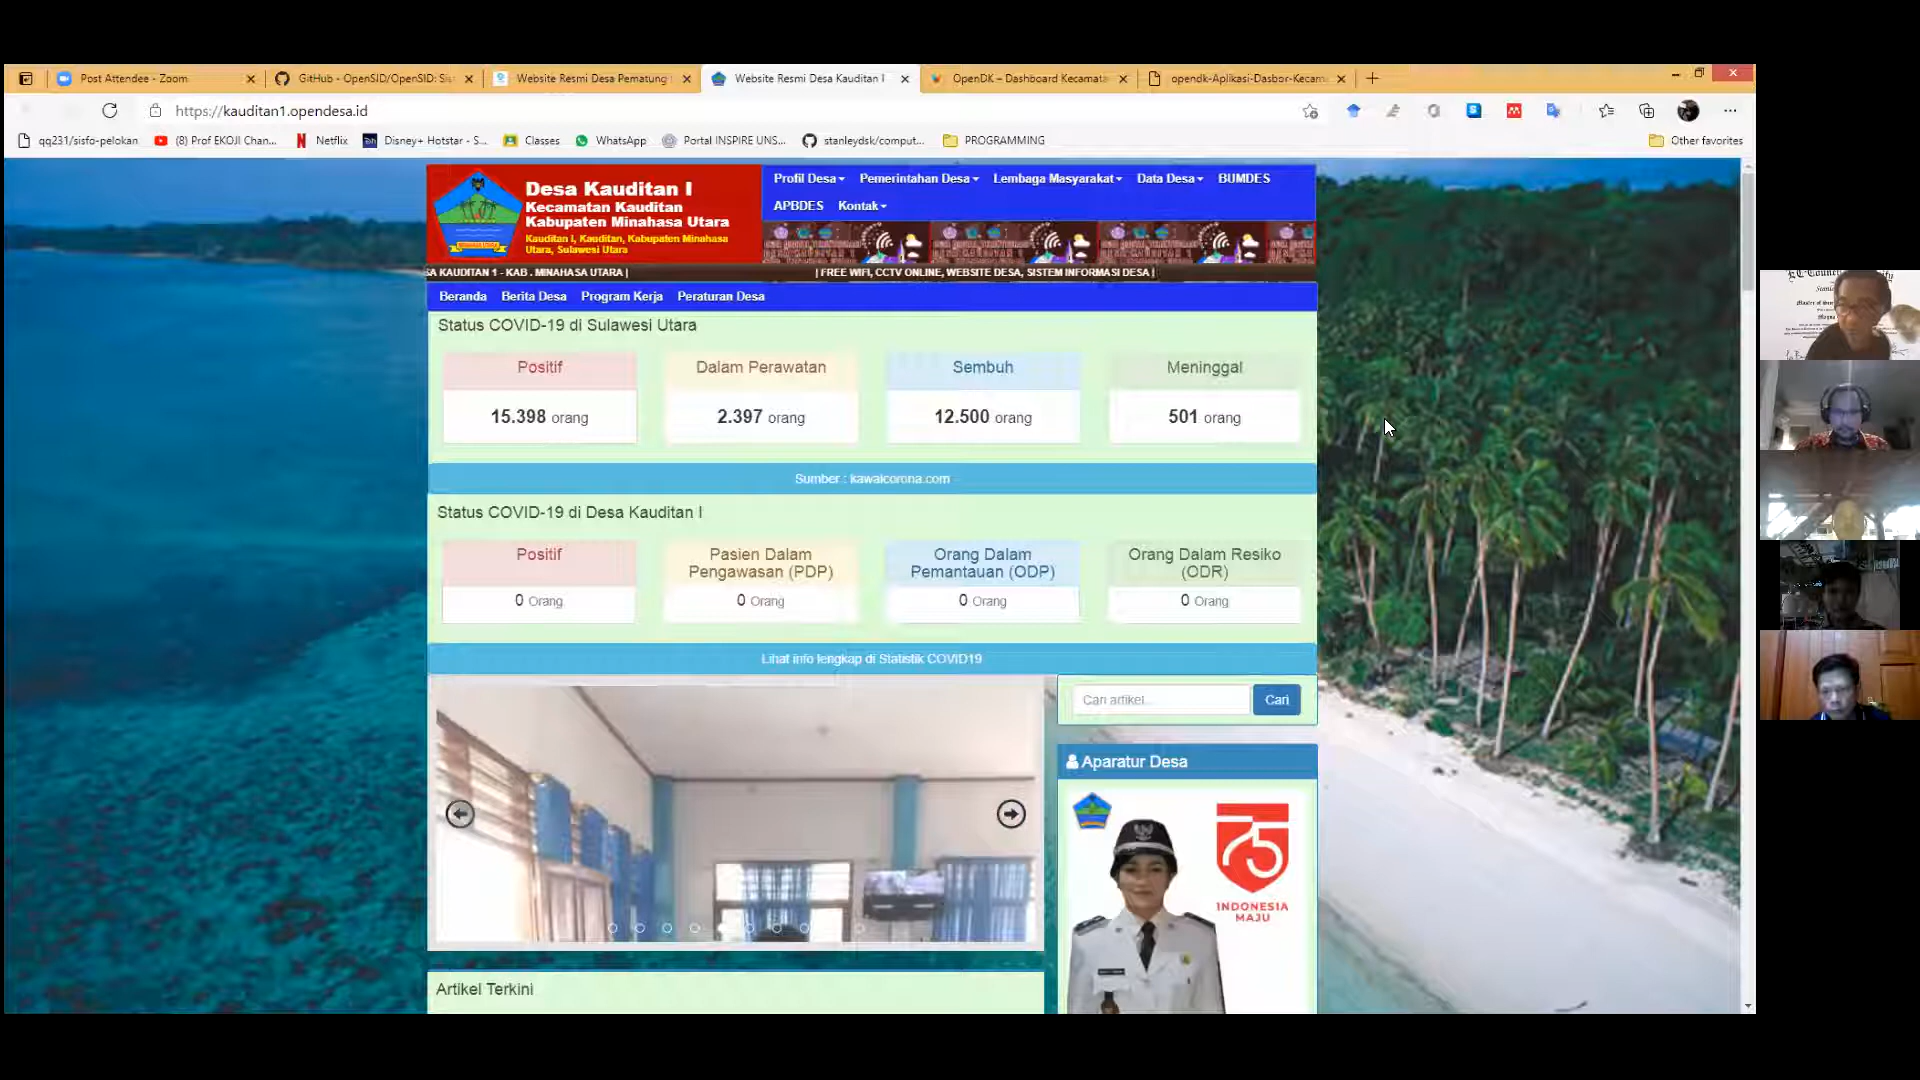 Post Attendee - Zoom
GitHub - OpenSID/OpenSID: Sis
Website Resmi Desa Pematung
Website Resmi Desa Kauditan I
OpenDK – Dashboard Kecamata
opendk-Aplikasi-Dasbor-Kecam
https://kauditan1.opendesa.id
qq231/sisfo-pelokan
(8) Prof EKOJI Chan...
Netflix
Disney+ Hotstar - S...
Classes
WhatsApp
Portal INSPIRE UNS...
stanleydsk/comput...
PROGRAMMING
Other favorites
Desa Kauditan I
Kecamatan Kauditan
Kabupaten Minahasa Utara
Kauditan I, Kauditan, Kabupaten Minahasa
Utara, Sulawesi Utara
Profil Desa
Pemerintahan Desa
Lembaga Masyarakat
Data Desa
BUMDES
APBDES
Kontak
SA KAUDITAN 1 - KAB . MINAHASA UTARA |
| FREE WIFI, CCTV ONLINE, WEBSITE DESA, SISTEM INFORMASI DESA |
Beranda
Berita Desa
Program Kerja
Peraturan Desa
Status COVID-19 di Sulawesi Utara
Positif
Dalam Perawatan
Sembuh
Meninggal
15.398 orang
2.397 orang
12.500 orang
501 orang
Sumber : kawalcorona.com
Status COVID-19 di Desa Kauditan I
Positif
Pasien Dalam
Pengawasan (PDP)
Orang Dalam
Pemantauan (ODP)
Orang Dalam Resiko
(ODR)
0 Orang
0 Orang
0 Orang
0 Orang
Lihat info lengkap di Statistik COVID19
Cari artikel...
Cari
Aparatur Desa
75
INDONESIA
MAJU
Artikel Terkini